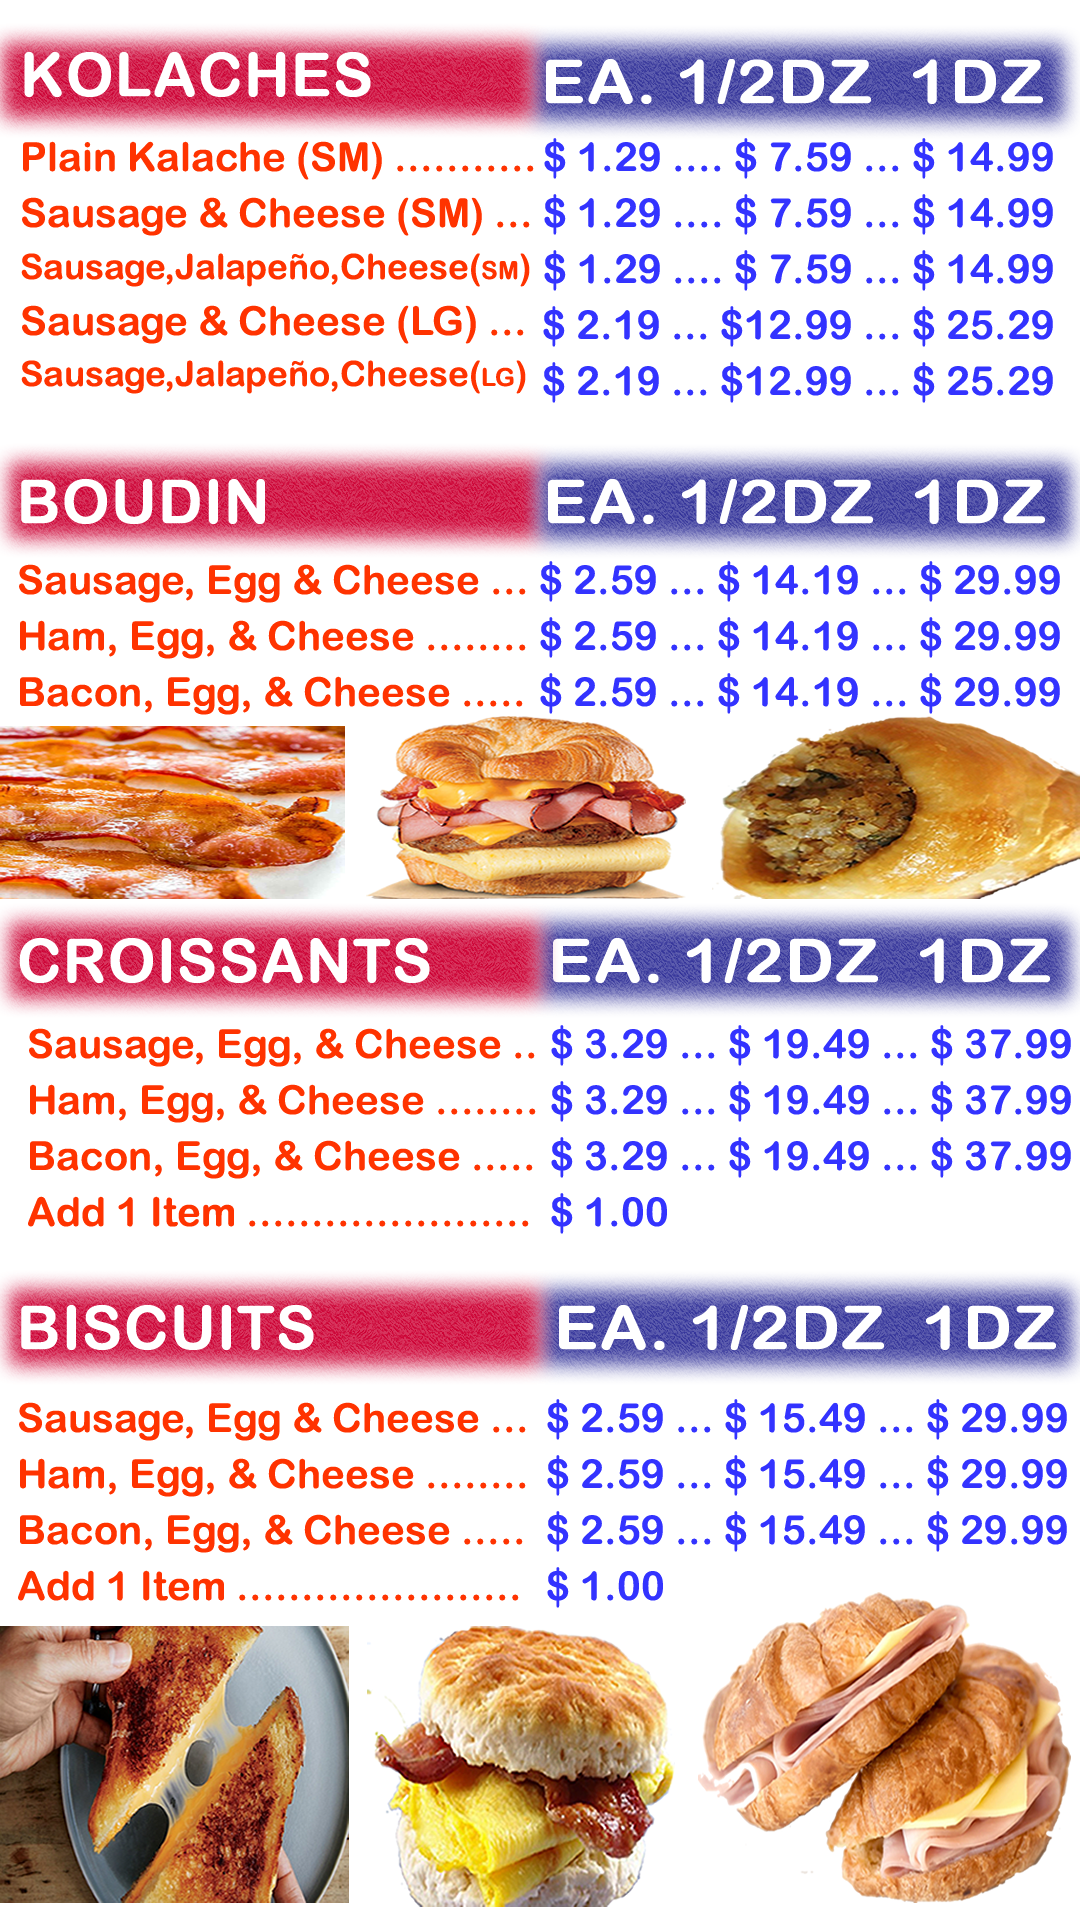 KOLACHES EA. 1/2DZ 1DZ
Plain Kalache (SM) ........... $ 1.29 .... $ 7.59 ... $ 14.99
Sausage & Cheese (SM) ... $ 1.29 .... $ 7.59 ... $ 14.99
Sausage,Jalapeño,Cheese(SM) $ 1.29 .... $ 7.59 ... $ 14.99
Sausage & Cheese (LG) ... $ 2.19 ... $12.99 ... $ 25.29
Sausage,Jalapeño,Cheese(LG) $ 2.19 ... $12.99 ... $ 25.29
BOUDIN EA. 1/2DZ 1DZ
Sausage, Egg & Cheese ... $ 2.59 ... $ 14.19 ... $ 29.99
Ham, Egg, & Cheese ........ $ 2.59 ... $ 14.19 ... $ 29.99
Bacon, Egg, & Cheese ..... $ 2.59 ... $ 14.19 ... $ 29.99
CROISSANTS EA. 1/2DZ 1DZ
Sausage, Egg, & Cheese .. $ 3.29 ... $ 19.49 ... $ 37.99
Ham, Egg, & Cheese ........ $ 3.29 ... $ 19.49 ... $ 37.99
Bacon, Egg, & Cheese ..... $ 3.29 ... $ 19.49 ... $ 37.99
Add 1 Item ...................... $ 1.00
BISCUITS EA. 1/2DZ 1DZ
Sausage, Egg & Cheese ... $ 2.59 ... $ 15.49 ... $ 29.99
Ham, Egg, & Cheese ........ $ 2.59 ... $ 15.49 ... $ 29.99
Bacon, Egg, & Cheese ..... $ 2.59 ... $ 15.49 ... $ 29.99
Add 1 Item ...................... $ 1.00